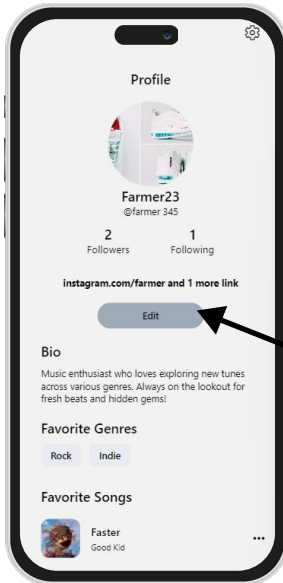 Profile
Farmer23
@farmer 345
2 1
Followers Following
instagram.com/farmer and 1 more link
Edit
Bio
Music enthusiast who loves exploring new tunes
across various genres. Always on the lookout for
fresh beats and hidden gems!
Favorite Genres
Rock Indie
Favorite Songs
Faster
Good Kid